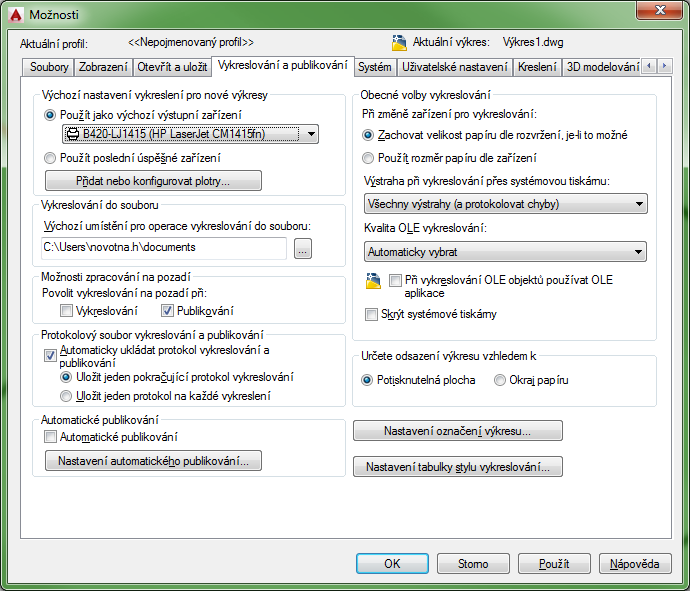 Možnosti
Aktuální profil:
<<Nepojmenovaný profil>>
Aktuální výkres:
Výkres1.dwg
Soubory
Zobrazení
Otevřít a uložit
Vykreslování a publikování
Systém
Uživatelské nastavení
Kreslení
3D modelování
Výchozí nastavení vykreslení pro nové výkresy
Použít jako výchozí výstupní zařízení
B420-LJ1415 (HP LaserJet CM1415fn)
Použít poslední úspěšné zařízení
Přidat nebo konfigurovat plotry...
Vykreslování do souboru
Výchozí umístění pro operace vykreslování do souboru:
C:\Users\novotna.h\documents
...
Možnosti zpracování na pozadí
Povolit vykreslování na pozadí při:
Vykreslování
Publikování
Protokolový soubor vykreslování a publikování
Automaticky ukládat protokol vykreslování a
publikování
Uložit jeden pokračující protokol vykreslování
Uložit jeden protokol na každé vykreslení
Automatické publikování
Automatické publikování
Nastavení automatického publikování...
Obecné volby vykreslování
Při změně zařízení pro vykreslování:
Zachovat velikost papíru dle rozvržení, je-li to možné
Použít rozměr papíru dle zařízení
Výstraha při vykreslování přes systémovou tiskárnu:
Všechny výstrahy (a protokolovat chyby)
Kvalita OLE vykreslování:
Automaticky vybrat
Při vykreslování OLE objektů používat OLE
aplikace
Skrýt systémové tiskárny
Určete odsazení výkresu vzhledem k
Potisknutelná plocha
Okraj papíru
Nastavení označení výkresu...
Nastavení tabulky stylu vykreslování...
OK
Storno
Použít
Nápověda